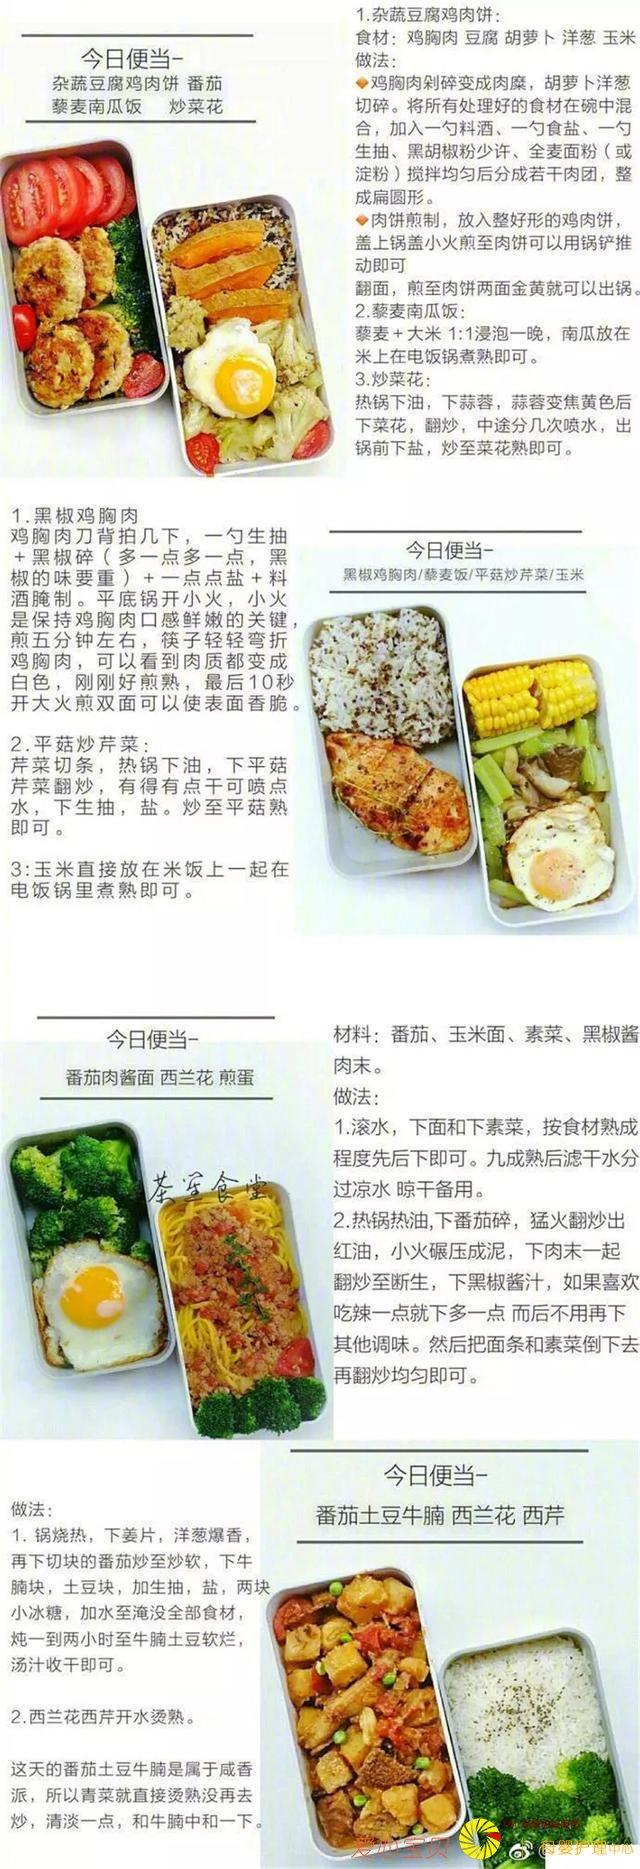 今日便当-
杂蔬豆腐鸡肉饼 番茄
藜麦南瓜饭 炒菜花
1.杂蔬豆腐鸡肉饼:
食材：鸡胸肉 豆腐 胡萝卜 洋葱 玉米
做法：
🔸鸡胸肉剁碎变成肉糜，胡萝卜洋葱
切碎。将所有处理好的食材在碗中混
合，加入一勺料酒、一勺食盐、一勺
生抽、黑胡椒粉少许、全麦面粉（或
淀粉）搅拌均匀后分成若干肉团，整
成扁圆形。
🔸肉饼煎制，放入整好形的鸡肉饼，
盖上锅盖小火煎至肉饼可以用锅铲推
动即可
翻面，煎至肉饼两面金黄就可以出锅。
2.藜麦南瓜饭：
藜麦＋大米 1:1浸泡一晚，南瓜放在
米上在电饭锅煮熟即可。
3.炒菜花：
热锅下油，下蒜蓉，蒜蓉变焦黄色后
下菜花，翻炒，中途分几次喷水，出
锅前下盐，炒至菜花熟即可。
1.黑椒鸡胸肉
鸡胸肉刀背拍几下，一勺生抽
＋黑椒碎（多一点多一点，黑
椒的味要重）＋一点点盐＋料
酒腌制。平底锅开小火，小火
是保持鸡胸肉口感鲜嫩的关键，
煎五分钟左右，筷子轻轻弯折
鸡胸肉，可以看到肉质都变成
白色，刚刚好煎熟，最后10秒
开大火煎双面可以使表面香脆。
2.平菇炒芹菜：
芹菜切条，热锅下油，下平菇
芹菜翻炒，有得有点干可喷点
水，下生抽，盐。炒至平菇熟
即可。
3:玉米直接放在米饭上一起在
电饭锅里煮熟即可。
今日便当-
黑椒鸡胸肉/藜麦饭/平菇炒芹菜/玉米
今日便当-
番茄肉酱面 西兰花 煎蛋
茶星食堂
材料：番茄、玉米面、素菜、黑椒酱
肉末。
做法：
1.滚水，下面和下素菜，按食材熟成
程度先后下即可。九成熟后滤干水分
过凉水 晾干备用。
2.热锅热油,下番茄碎，猛火翻炒出
红油，小火碾压成泥，下肉末一起
翻炒至断生，下黑椒酱汁，如果喜欢
吃辣一点就下多一点 而后不用再下
其他调味。然后把面条和素菜倒下去
再翻炒均匀即可。
今日便当-
番茄土豆牛腩 西兰花 西芹
做法：
1. 锅烧热，下姜片，洋葱爆香，
再下切块的番茄炒至炒软，下牛
腩块，土豆块，加生抽，盐，两块
小冰糖，加水至淹没全部食材，
炖一到两小时至牛腩土豆软烂，
汤汁收干即可。
2.西兰花西芹开水烫熟。
这天的番茄土豆牛腩是属于咸香
派，所以青菜就直接烫熟没再去
炒，清淡一点，和牛腩中和一下。
爱加宝贝
母婴护理中心